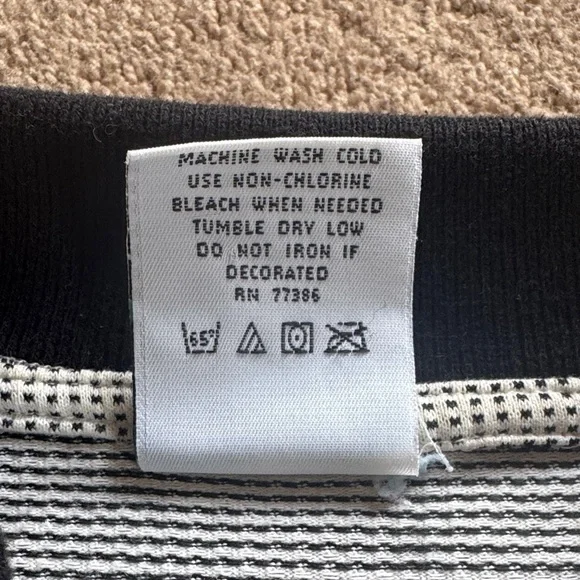 MACHINE WASH COLD
USE NON-CHLORINE
BLEACH WHEN NEEDED
TUMBLE DRY LOW
DO NOT IRON IF
DECORATED
RN 77386
65°